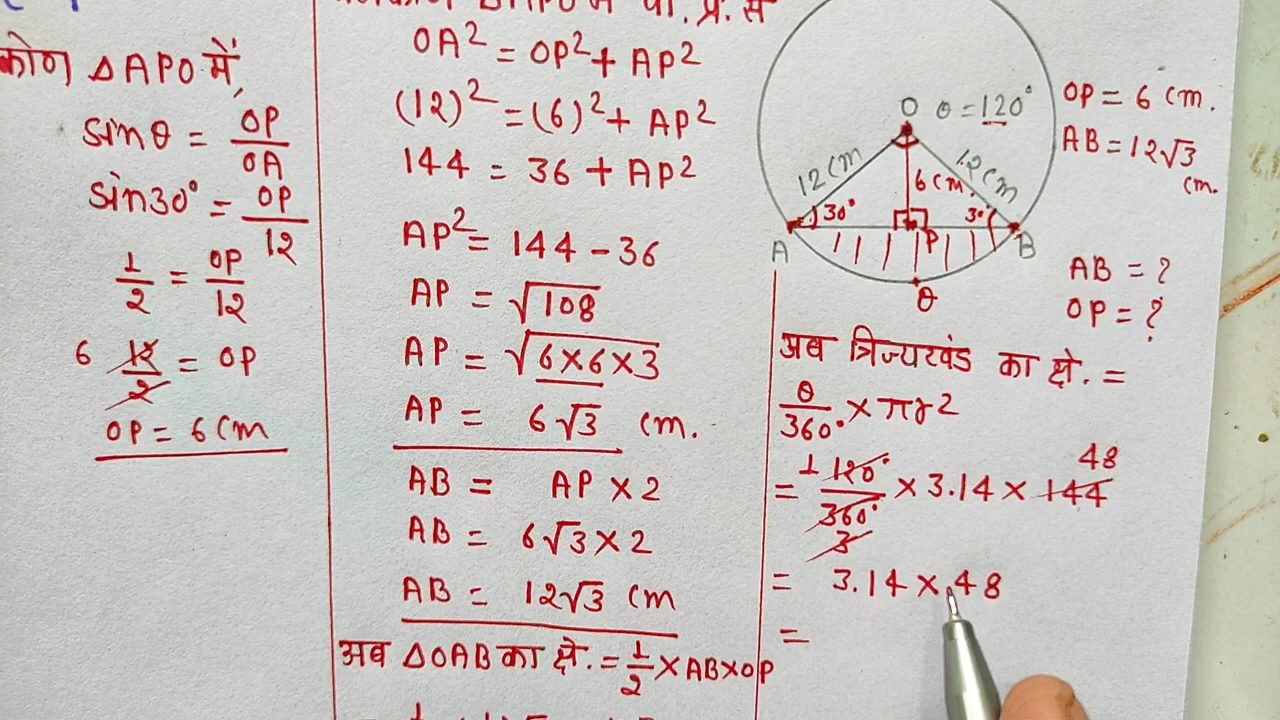 कोण △APO में,
sinθ = OP/OA
sin30° = OP/12
1/2 = OP/12
6 12/2 = OP
OP = 6 Cm
OA² = OP² + AP²
(12)² = (6)² + AP²
144 = 36 + AP²
AP² = 144 - 36
AP = √108
AP = √6×6×3
AP = 6√3 cm.
AB = AP × 2
AB = 6√3 × 2
AB = 12√3 cm
अब △OAB का क्षे. = 1/2 × AB × OP
O θ = 120°
12 cm
12 cm
6 cm.
30°
3°
A
P
B
θ
OP = 6 cm.
AB = 12√3 cm.
AB = ?
OP = ?
अब त्रिज्यखंड का क्षे. =
θ/360° × πr2
48
= 1 120°/360° 3 × 3.14 × 144
= 3.14 × 48
=